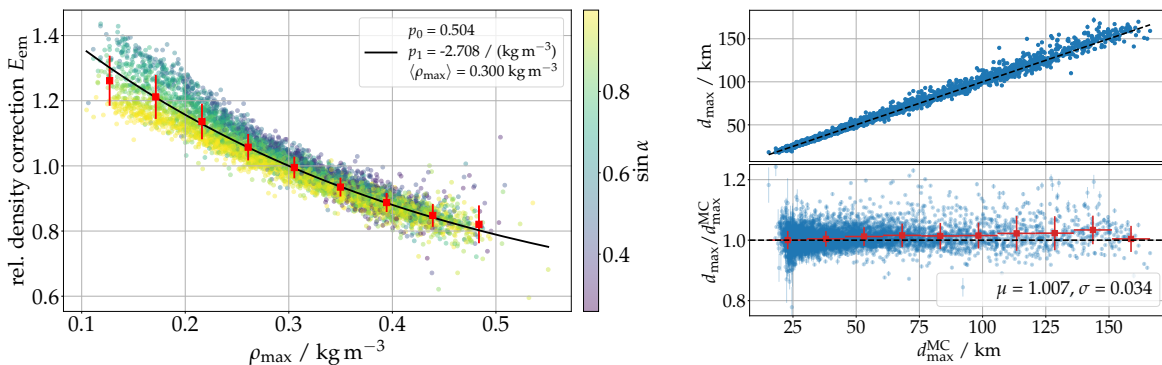 rel. density correction E_em
1.4
1.2
1.0
0.8
0.6
0.1
0.2
0.3
0.4
0.5
ρ_max / kg m⁻³
p₀ = 0.504
p₁ = -2.708 / (kg m⁻³)
⟨ρ_max⟩ = 0.300 kg m⁻³
0.8
0.6
0.4
sin α
d_max / km
150
100
50
d_max/d_max^MC
1.2
1.0
0.8
μ = 1.007, σ = 0.034
25
50
75
100
125
150
d_max^MC / km